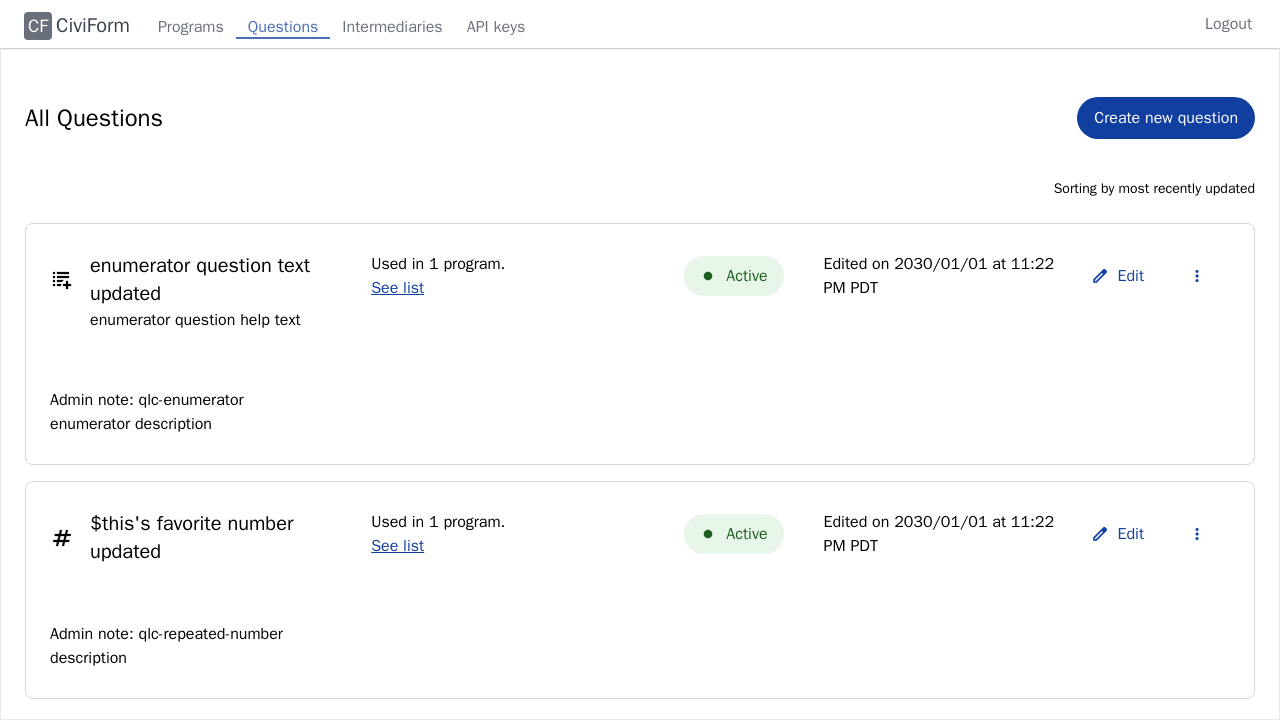 CF CiviForm Programs Questions Intermediaries API keys Logout
All Questions
Create new question
Sorting by most recently updated
enumerator question text
updated
enumerator question help text
Used in 1 program.
See list
Active
Edited on 2030/01/01 at 11:22
PM PDT
Edit
Admin note: qlc-enumerator
enumerator description
$this's favorite number
updated
Used in 1 program.
See list
Active
Edited on 2030/01/01 at 11:22
PM PDT
Edit
Admin note: qlc-repeated-number
description